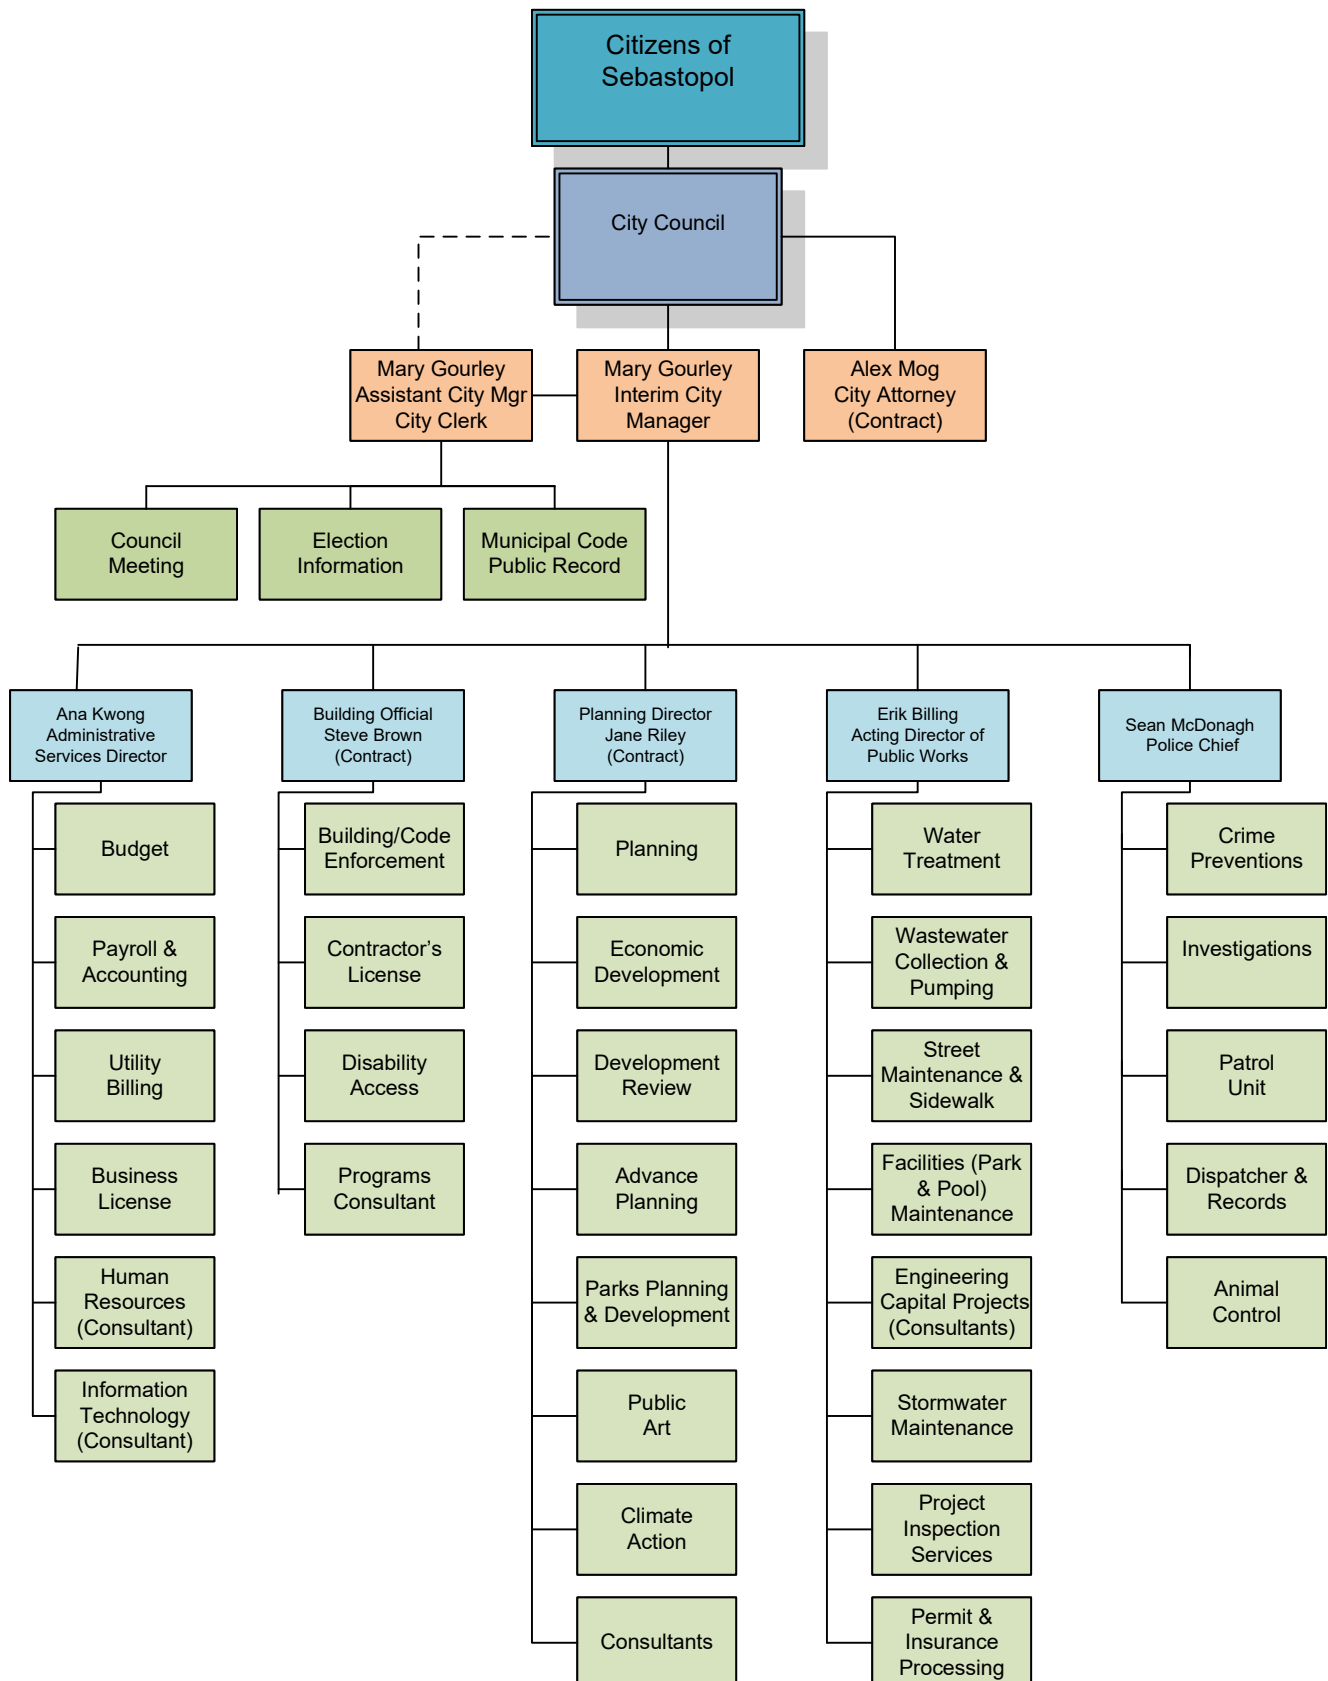 Citizens of
Sebastopol
City Council
Mary Gourley
Assistant City Mgr
City Clerk
Mary Gourley
Interim City
Manager
Alex Mog
City Attorney
(Contract)
Council
Meeting
Election
Information
Municipal Code
Public Record
Ana Kwong
Administrative
Services Director
Building Official
Steve Brown
(Contract)
Planning Director
Jane Riley
(Contract)
Erik Billing
Acting Director of
Public Works
Sean McDonagh
Police Chief
Budget
Payroll &
Accounting
Utility
Billing
Business
License
Human
Resources
(Consultant)
Information
Technology
(Consultant)
Building/Code
Enforcement
Contractor’s
License
Disability
Access
Programs
Consultant
Planning
Economic
Development
Development
Review
Advance
Planning
Parks Planning
& Development
Public
Art
Climate
Action
Consultants
Water
Treatment
Wastewater
Collection &
Pumping
Street
Maintenance &
Sidewalk
Facilities (Park
& Pool)
Maintenance
Engineering
Capital Projects
(Consultants)
Stormwater
Maintenance
Project
Inspection
Services
Permit &
Insurance
Processing
Crime
Preventions
Investigations
Patrol
Unit
Dispatcher &
Records
Animal
Control